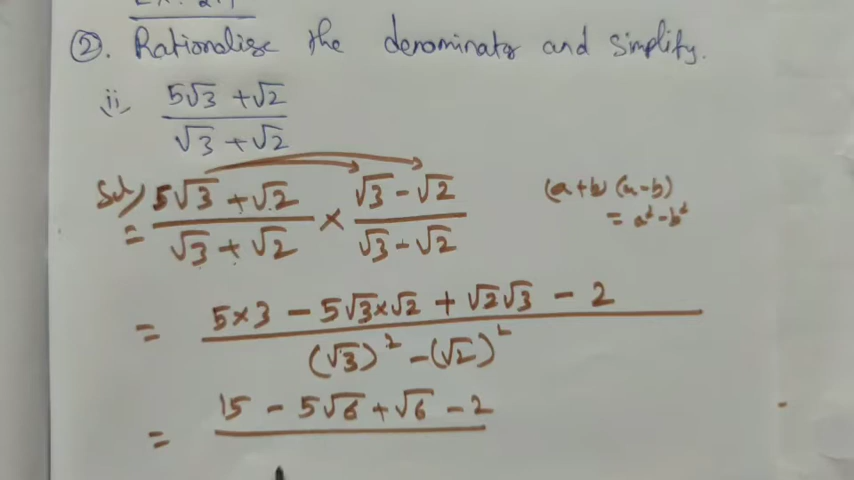 ②. Rationalise the denominator and simplify.
ii) (5√3 + √2)/(√3 + √2)
Sol) = (5√3 + √2)/(√3 + √2) × (√3 - √2)/(√3 - √2)
(a+b) (a-b)
= a² - b²
= (5×3 - 5√3×√2 + √2√3 - 2)/((√3)² - (√2)²)
= 15 - 5√6 + √6 - 2